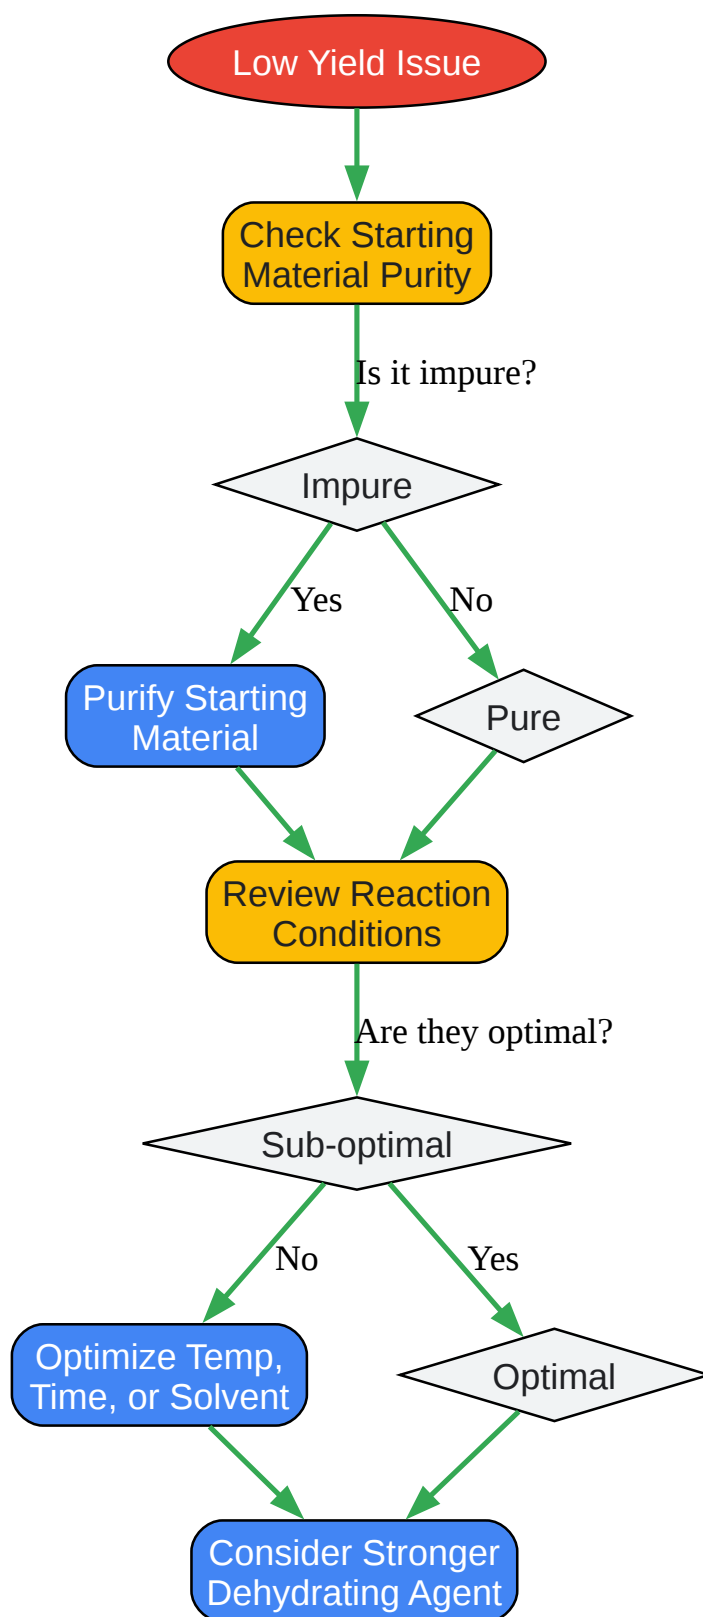 Low Yield Issue
Check Starting
Material Purity
Is it impure?
Impure
Yes
No
Purify Starting
Material
Pure
Review Reaction
Conditions
Are they optimal?
Sub-optimal
No
Yes
Optimize Temp,
Time, or Solvent
Optimal
Consider Stronger
Dehydrating Agent